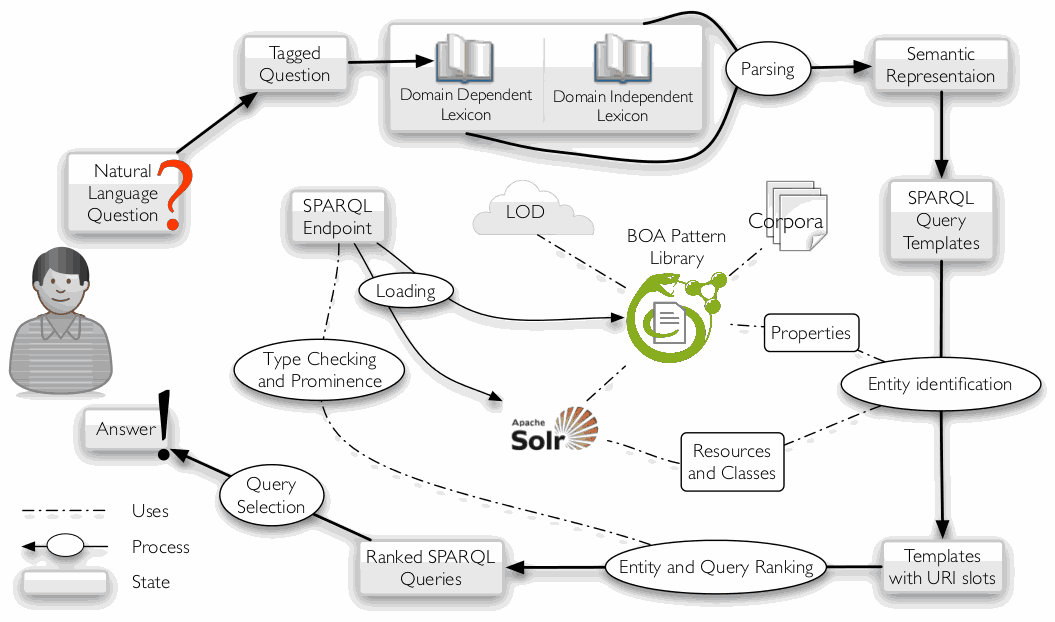 Tagged
Question
Domain Dependent
Lexicon
Domain Independent
Lexicon
Parsing
Semantic
Representaion
Natural
Language
Question
?
SPARQL
Endpoint
LOD
Corpora
BOA Pattern
Library
SPARQL
Query
Templates
Loading
Properties
Type Checking
and Prominence
Entity identification
Apache
Solr
Resources
and Classes
Answer
!
Query
Selection
Ranked SPARQL
Queries
Entity and Query Ranking
Templates
with URI slots
Uses
Process
State